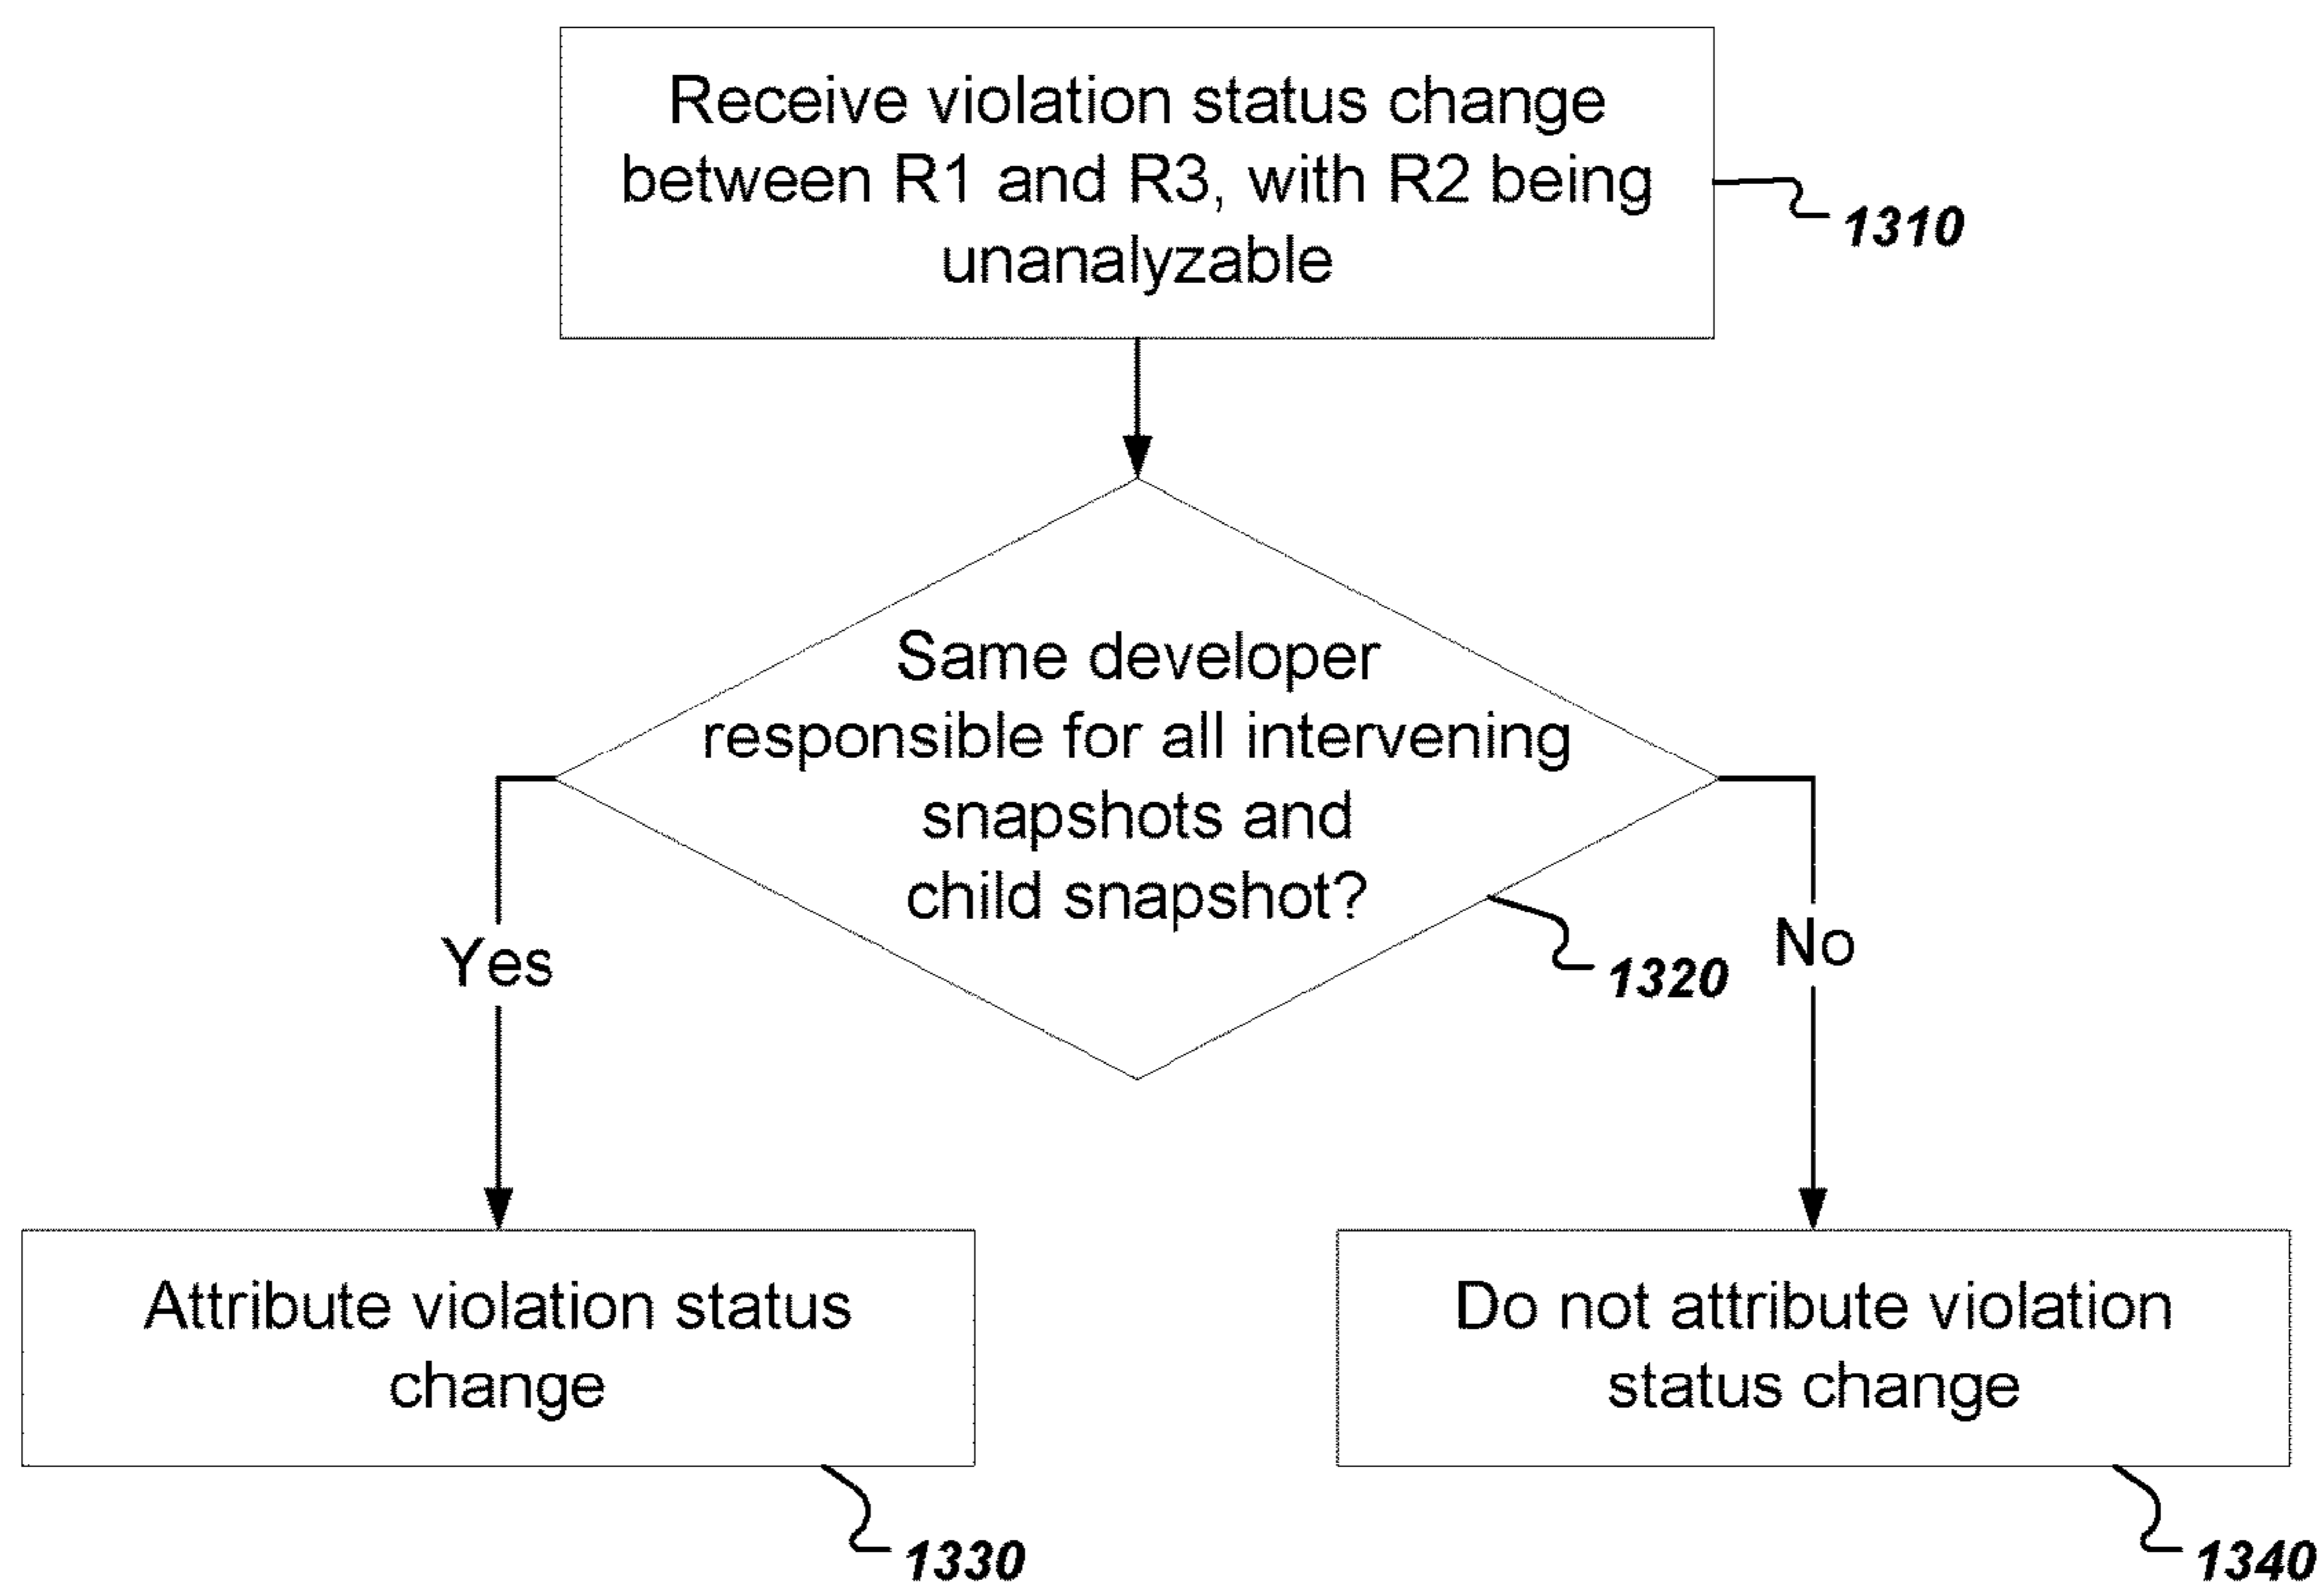 Receive violation status change
between R1 and R3, with R2 being
unanalyzable
1310
Same developer
responsible for all intervening
snapshots and
child snapshot?
1320
Yes
No
Attribute violation status
change
1330
Do not attribute violation
status change
1340